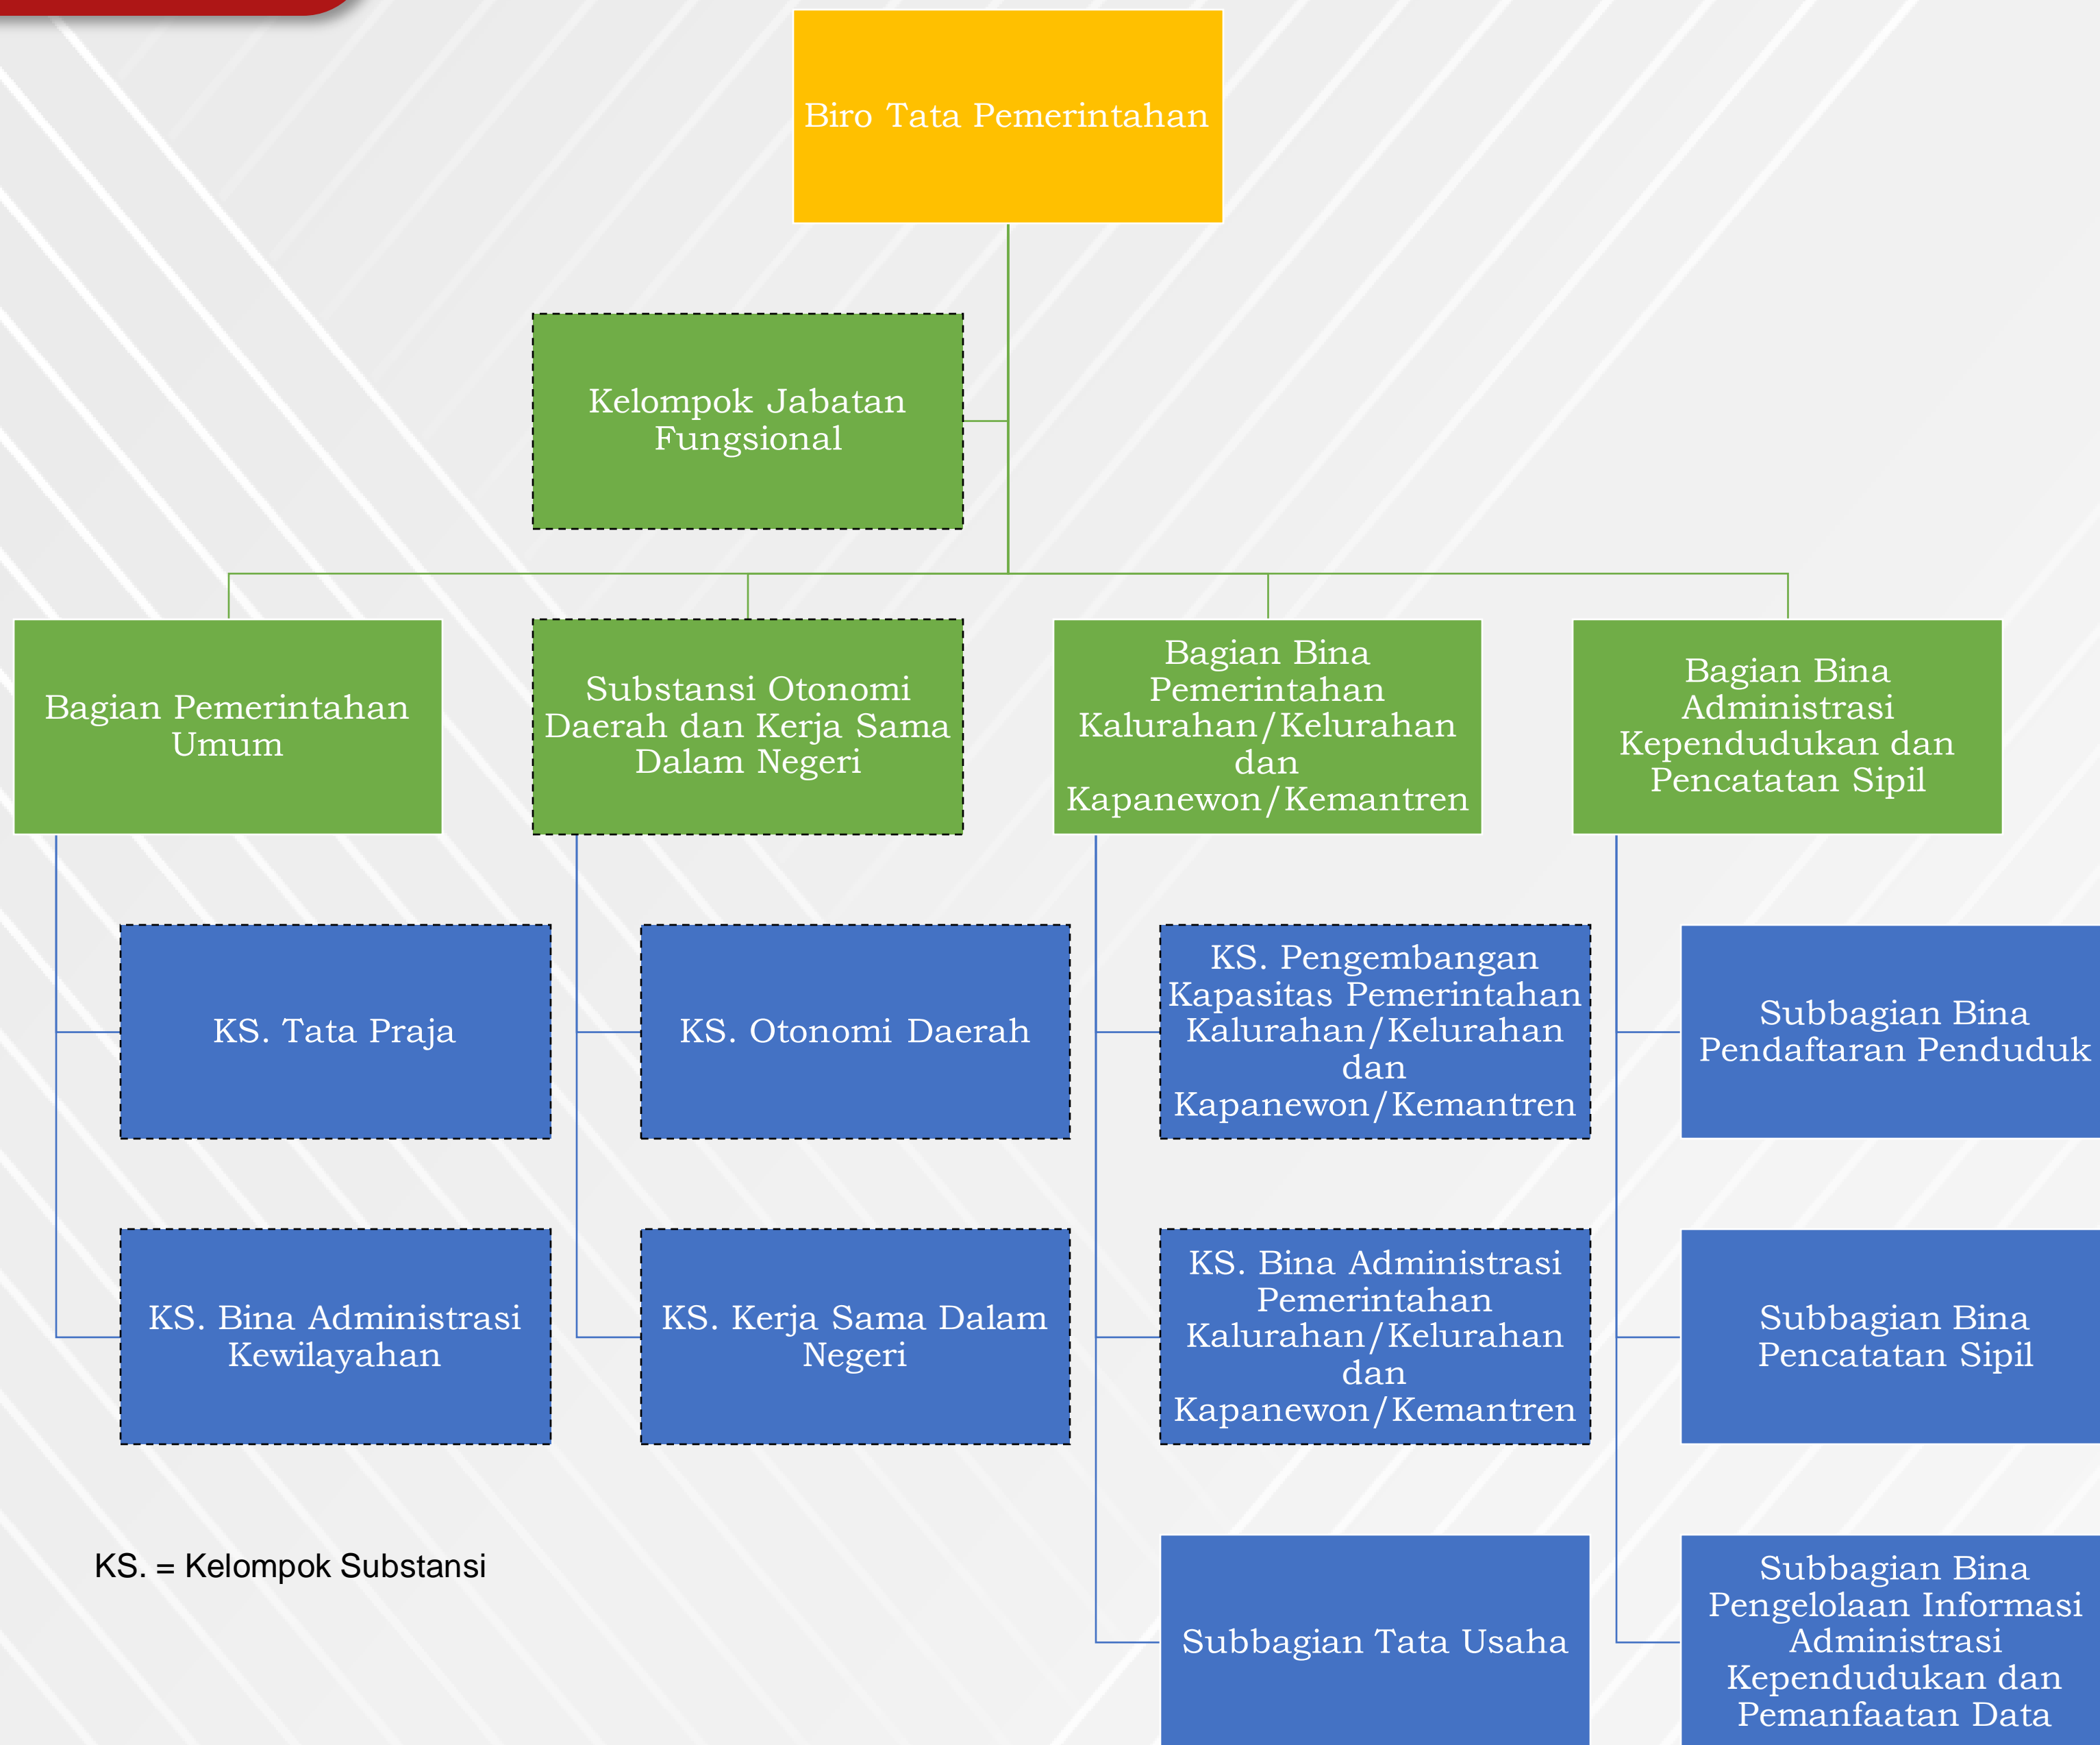 Biro Tata Pemerintahan
Kelompok Jabatan
Fungsional
Bagian Pemerintahan
Umum
Substansi Otonomi
Daerah dan Kerja Sama
Dalam Negeri
Bagian Bina
Pemerintahan
Kalurahan/Kelurahan
dan
Kapanewon/Kemantren
Bagian Bina
Administrasi
Kependudukan dan
Pencatatan Sipil
KS. Tata Praja
KS. Otonomi Daerah
KS. Pengembangan
Kapasitas Pemerintahan
Kalurahan/Kelurahan
dan
Kapanewon/Kemantren
Subbagian Bina
Pendaftaran Penduduk
KS. Bina Administrasi
Kewilayahan
KS. Kerja Sama Dalam
Negeri
KS. Bina Administrasi
Pemerintahan
Kalurahan/Kelurahan
dan
Kapanewon/Kemantren
Subbagian Bina
Pencatatan Sipil
KS. = Kelompok Substansi
Subbagian Tata Usaha
Subbagian Bina
Pengelolaan Informasi
Administrasi
Kependudukan dan
Pemanfaatan Data